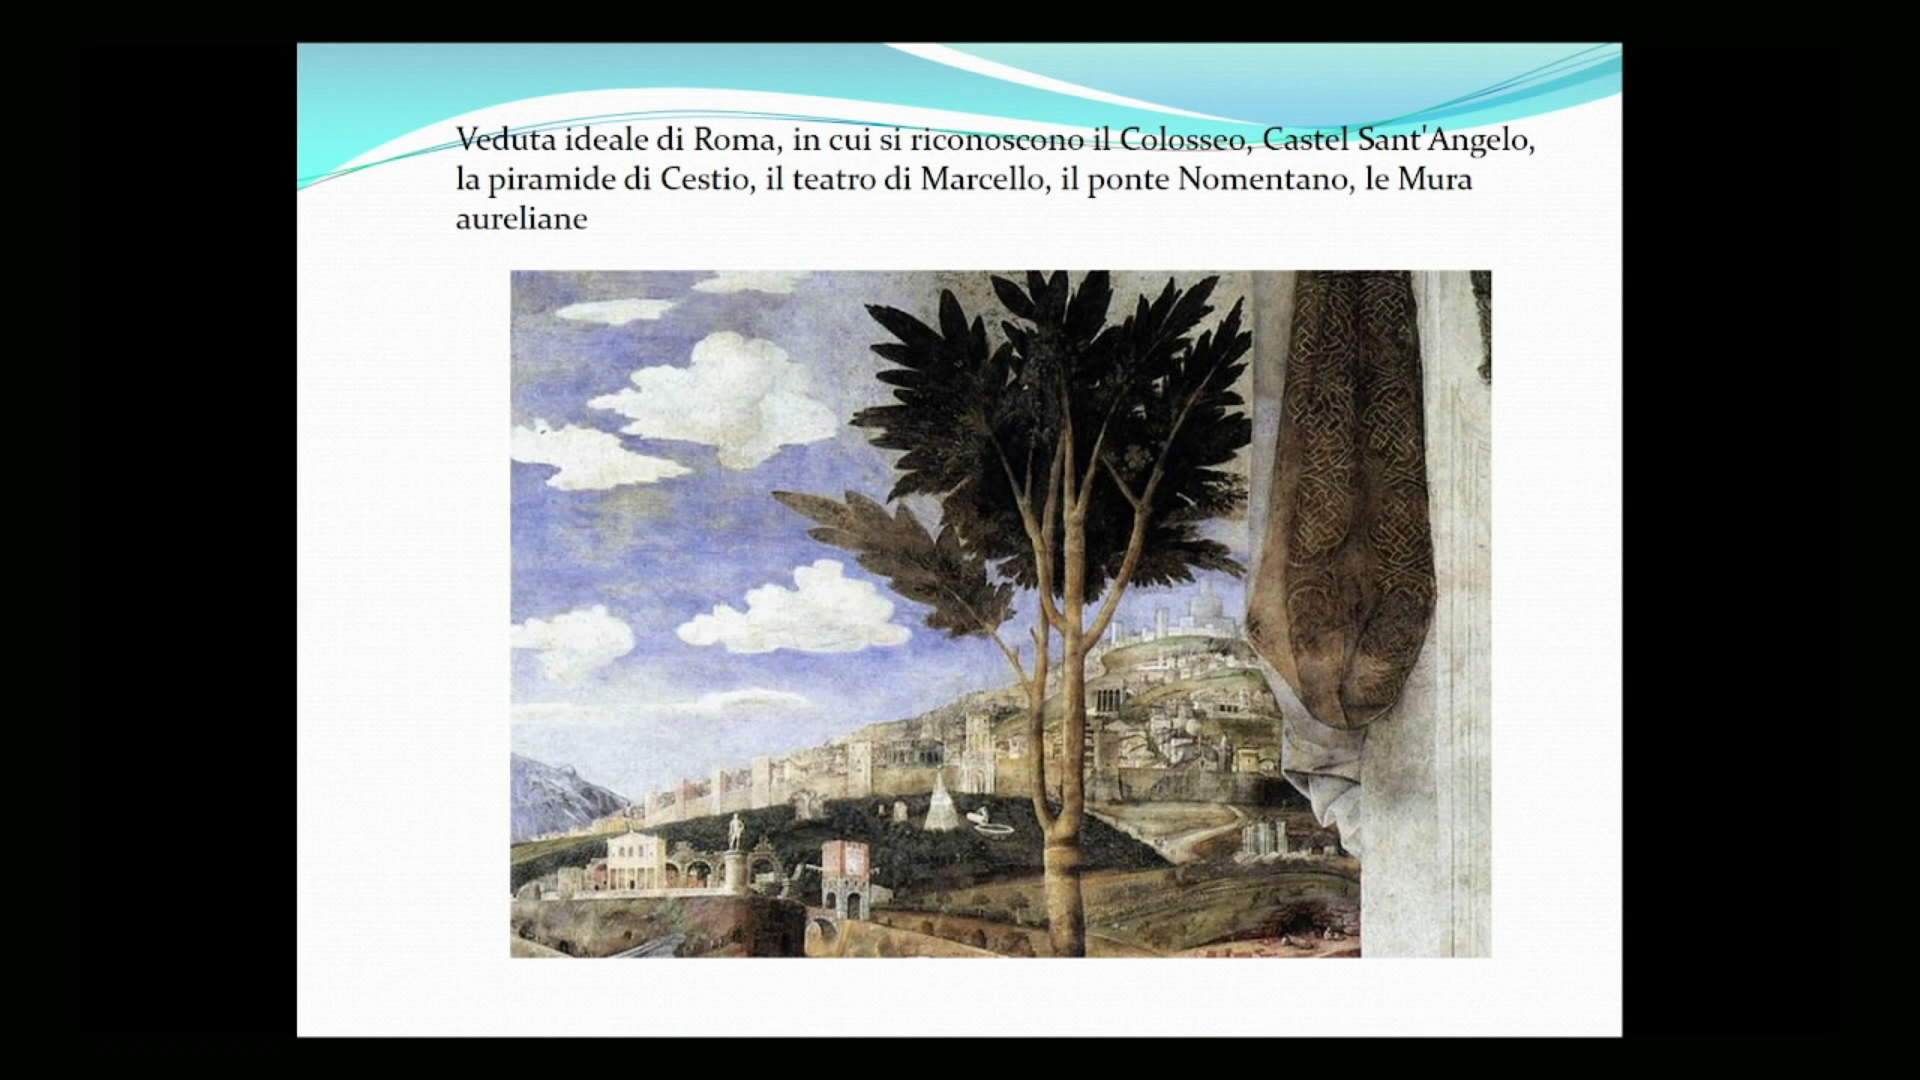 Veduta ideale di Roma, in cui si riconoscono il Colosseo, Castel Sant'Angelo,
la piramide di Cestio, il teatro di Marcello, il ponte Nomentano, le Mura
aureliane